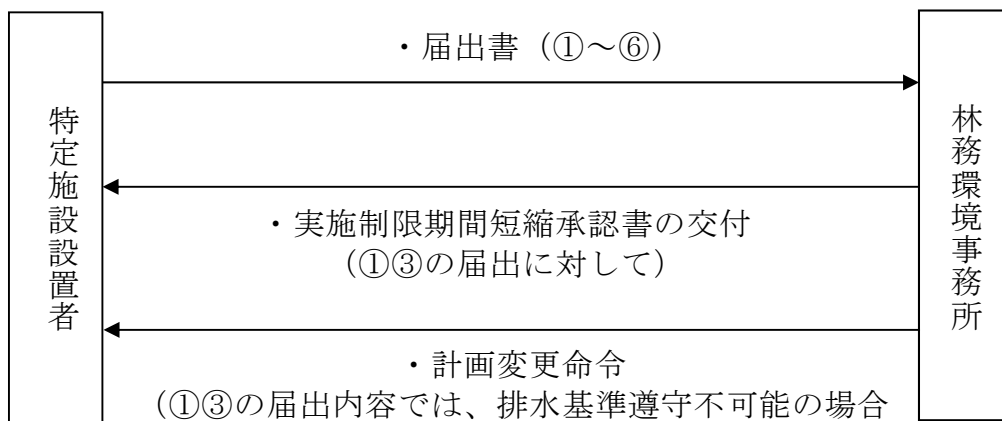 ・届出書（①～⑥）
特定施設設置者
林務環境事務所
・実施制限期間短縮承認書の交付
（①③の届出に対して）
・計画変更命令
（①③の届出内容では、排水基準遵守不可能の場合